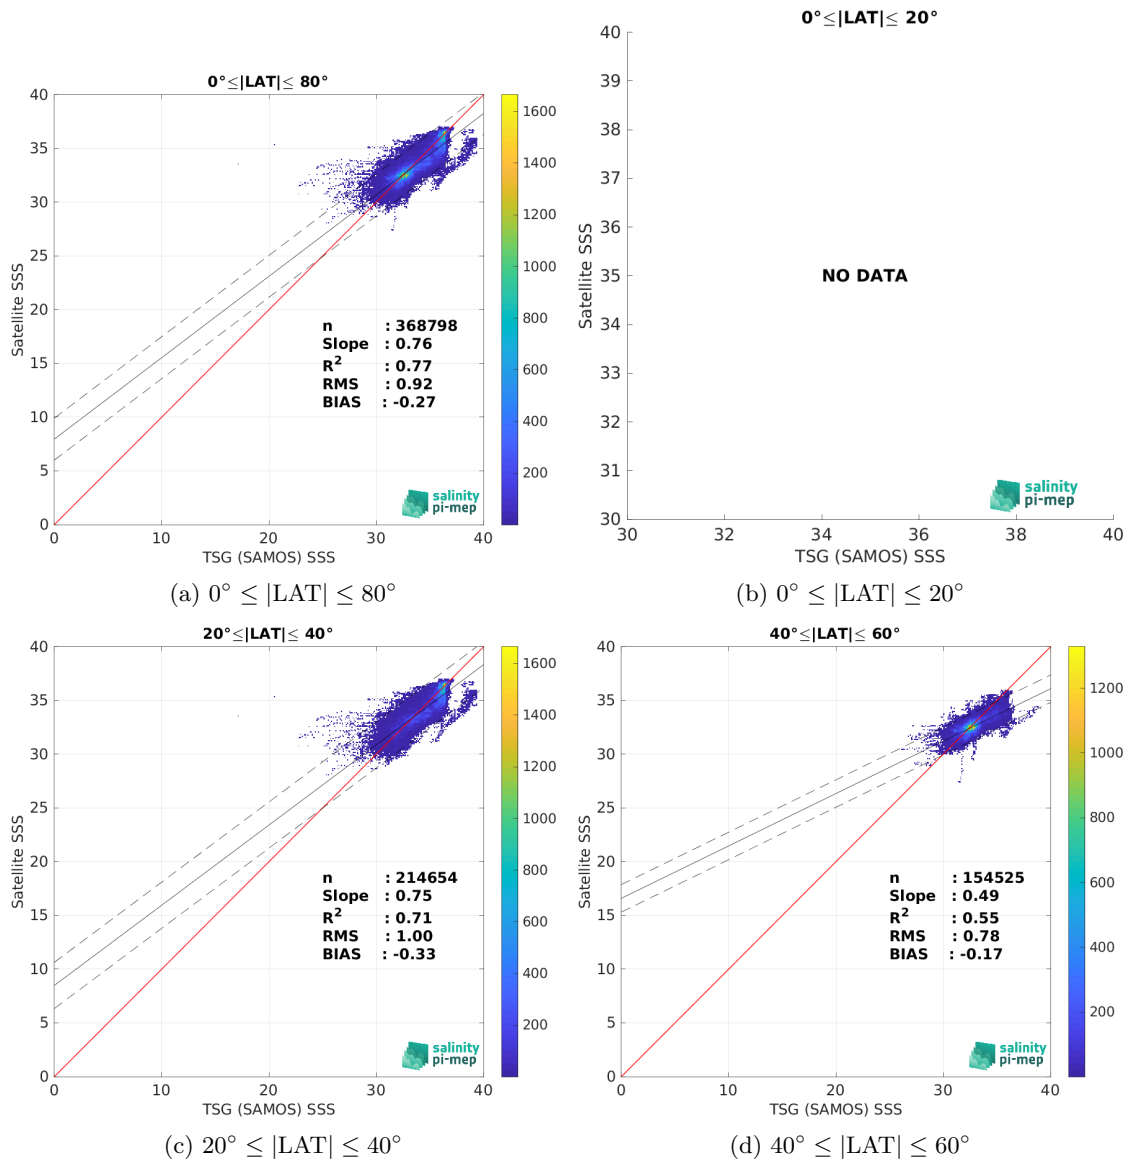 0°≤|LAT|≤ 80°
40
35
30
25
20
15
10
5
0
0
10
20
30
40
Satellite SSS
TSG (SAMOS) SSS
n : 368798
Slope : 0.76
R² : 0.77
RMS : 0.92
BIAS : -0.27
salinity
pi-mep
1600
1400
1200
1000
800
600
400
200
(a) 0° ≤ |LAT| ≤ 80°
0°≤|LAT|≤ 20°
40
39
38
37
36
35
34
33
32
31
30
30
32
34
36
38
40
Satellite SSS
TSG (SAMOS) SSS
NO DATA
salinity
pi-mep
(b) 0° ≤ |LAT| ≤ 20°
20°≤|LAT|≤ 40°
40
35
30
25
20
15
10
5
0
0
10
20
30
40
Satellite SSS
TSG (SAMOS) SSS
n : 214654
Slope : 0.75
R² : 0.71
RMS : 1.00
BIAS : -0.33
salinity
pi-mep
1600
1400
1200
1000
800
600
400
200
(c) 20° ≤ |LAT| ≤ 40°
40°≤|LAT|≤ 60°
40
35
30
25
20
15
10
5
0
0
10
20
30
40
Satellite SSS
TSG (SAMOS) SSS
n : 154525
Slope : 0.49
R² : 0.55
RMS : 0.78
BIAS : -0.17
salinity
pi-mep
1200
1000
800
600
400
200
(d) 40° ≤ |LAT| ≤ 60°